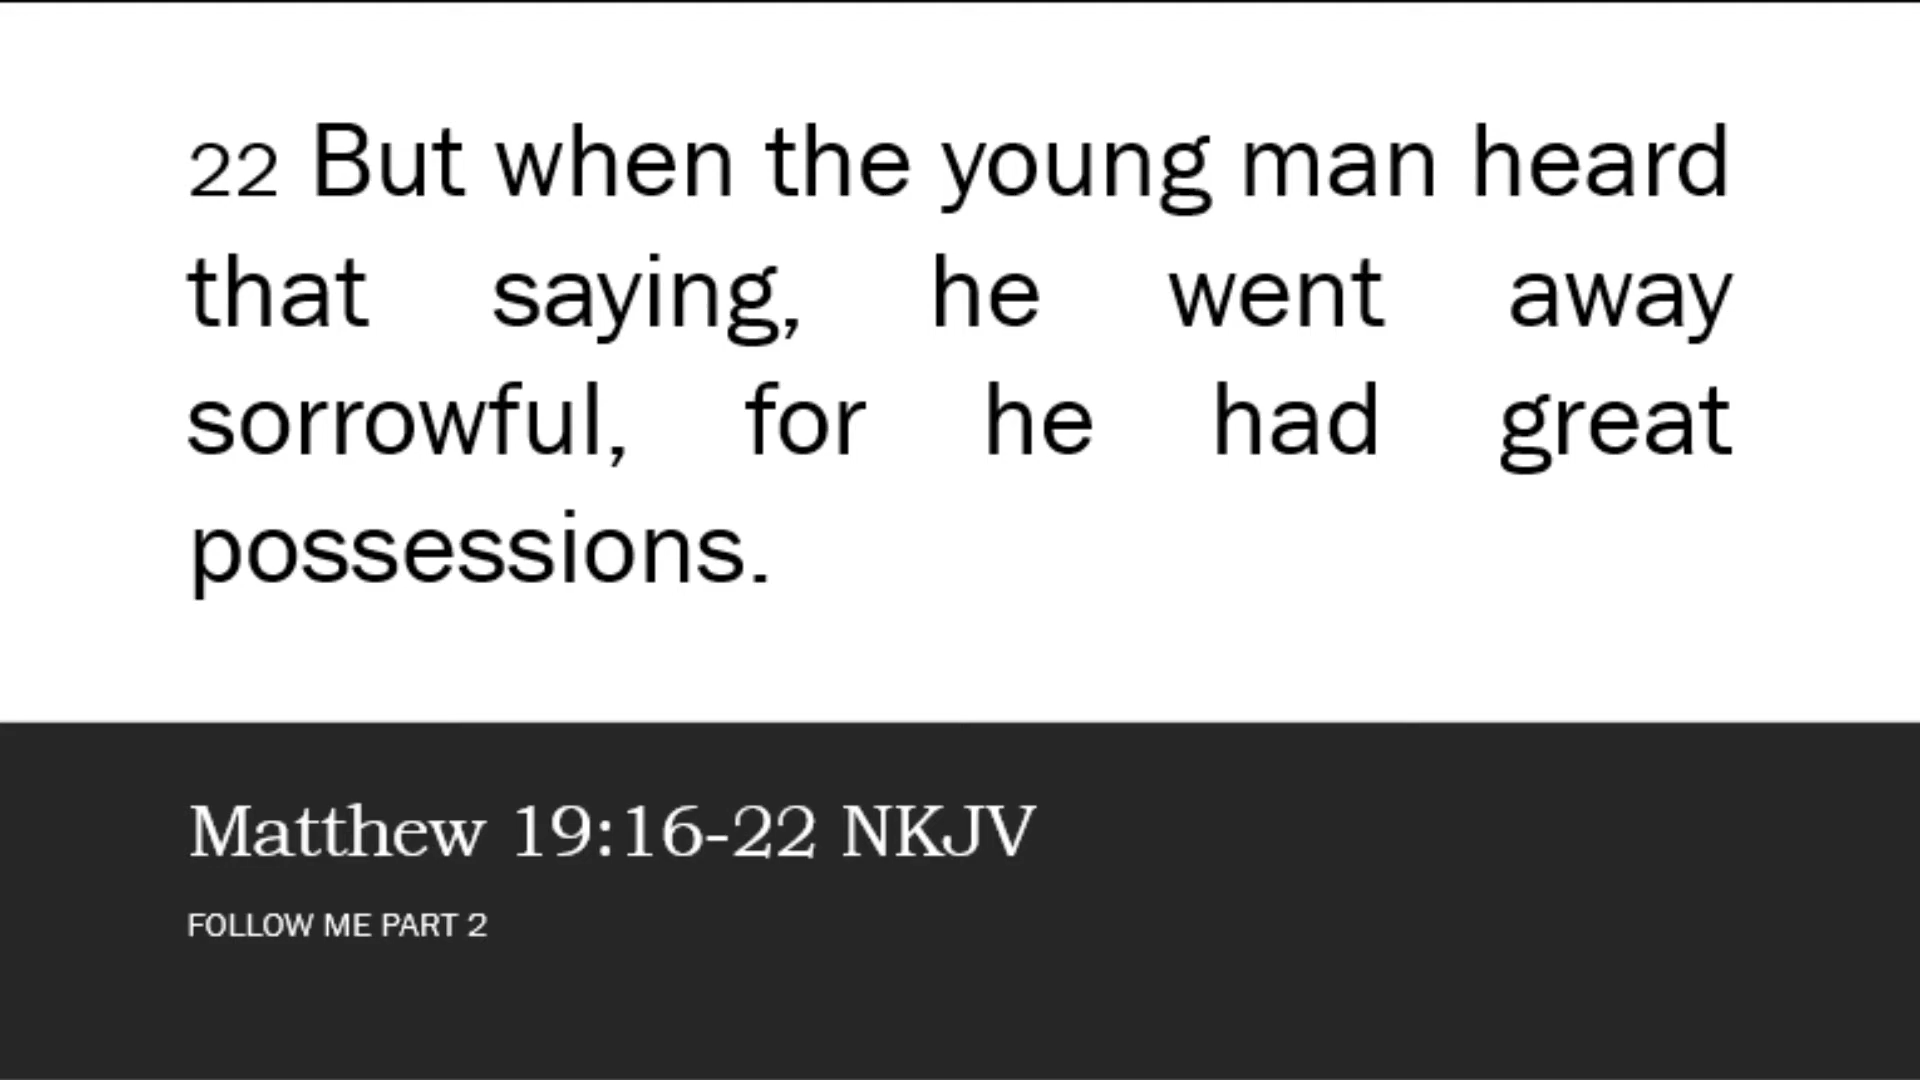 22 But when the young man heard
that saying, he went away
sorrowful, for he had great
possessions.
Matthew 19:16-22 NKJV
FOLLOW ME PART 2